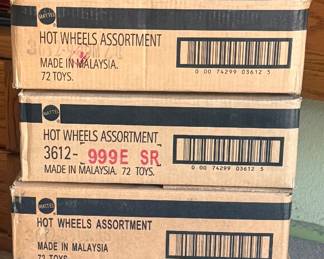 MATTEL
HOT WHEELS ASSORTMENT
MADE IN MALAYSIA.
72 TOYS.
0 00 74299 03612 5
MATTEL
HOT WHEELS ASSORTMENT
3612- 999E SR
MADE IN MALAYSIA. 72 TOYS.
0 00 74299 03612 5
MATTEL
HOT WHEELS ASSORTMENT
MADE IN MALAYSIA
72 TOYS